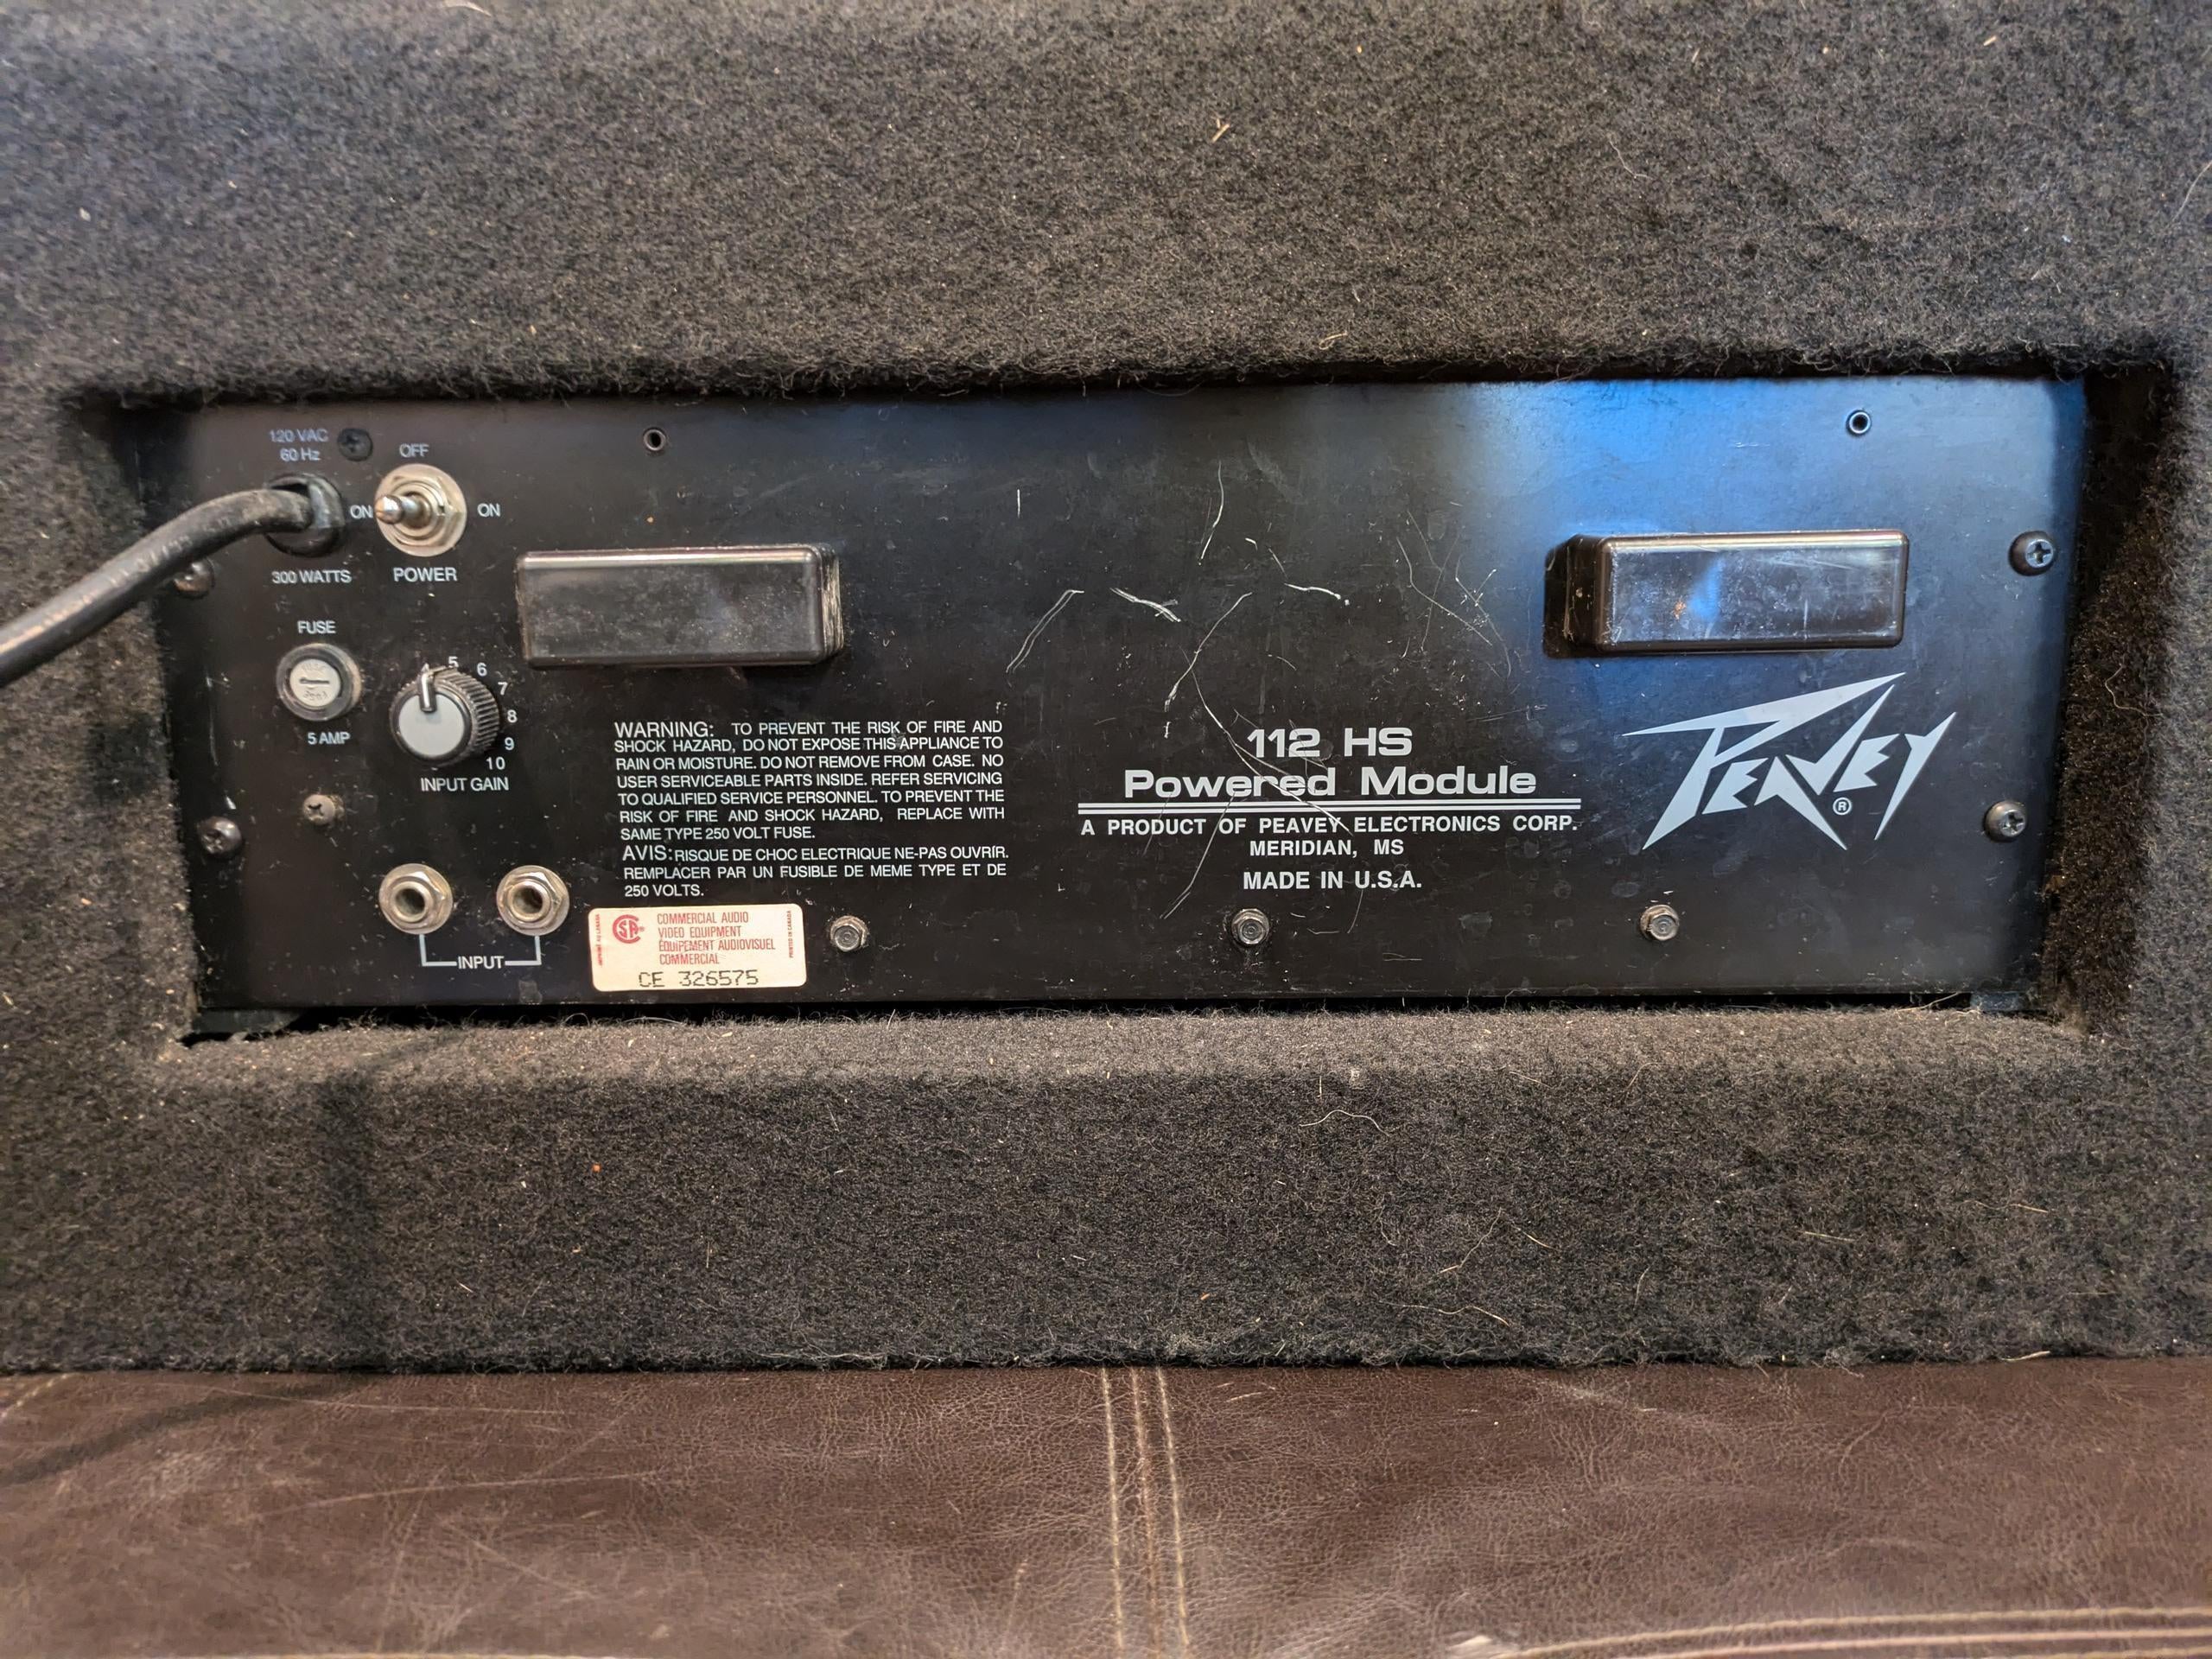 120 VAC
60 Hz
OFF
ON
ON
300 WATTS
POWER
FUSE
5 AMP
4 5 6 7 8 9 10
INPUT GAIN
INPUT
WARNING: TO PREVENT THE RISK OF FIRE AND
SHOCK HAZARD, DO NOT EXPOSE THIS APPLIANCE TO
RAIN OR MOISTURE. DO NOT REMOVE FROM CASE. NO
USER SERVICEABLE PARTS INSIDE. REFER SERVICING
TO QUALIFIED SERVICE PERSONNEL. TO PREVENT THE
RISK OF FIRE AND SHOCK HAZARD, REPLACE WITH
SAME TYPE 250 VOLT FUSE.
AVIS: RISQUE DE CHOC ELECTRIQUE NE-PAS OUVRIR.
REMPLACER PAR UN FUSIBLE DE MEME TYPE ET DE
250 VOLTS.
COMMERCIAL AUDIO
VIDEO EQUIPMENT
ÉQUIPEMENT AUDIOVISUEL
COMMERCIAL
CE 326575
112 HS
Powered Module
A PRODUCT OF PEAVEY ELECTRONICS CORP.
MERIDIAN, MS
MADE IN U.S.A.
PEAVEY ®